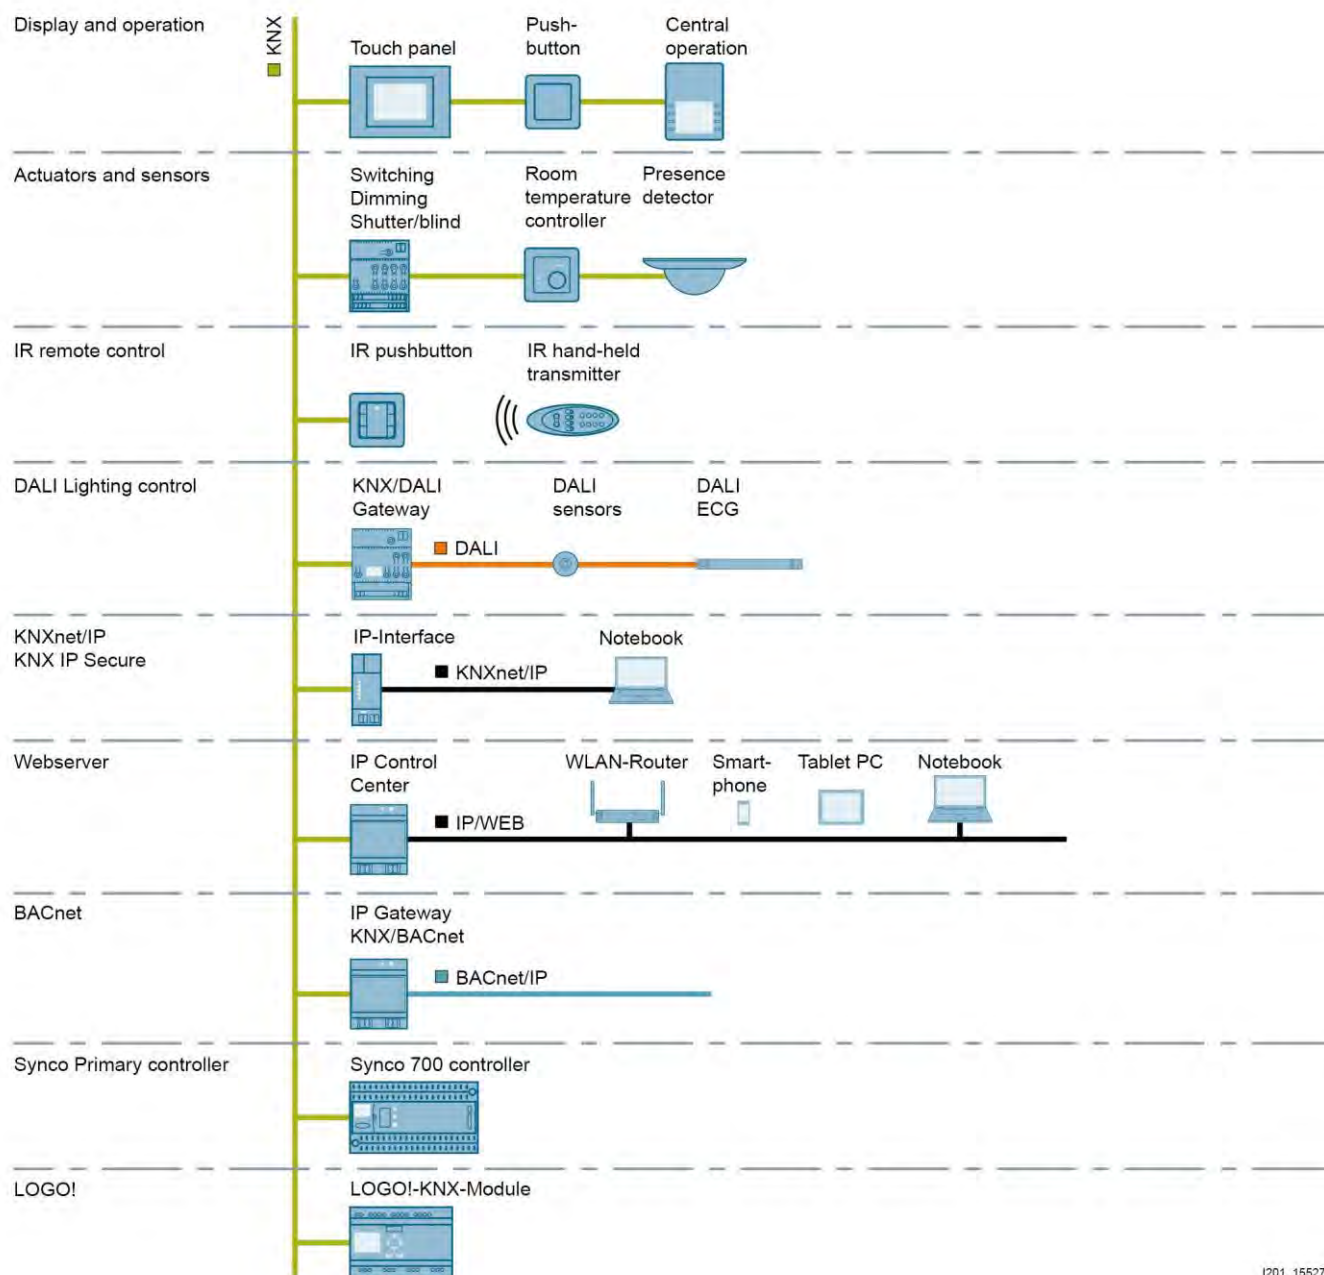 Display and operation
KNX
Touch panel
Push-
button
Central
operation
Actuators and sensors
Switching
Dimming
Shutter/blind
Room
temperature
controller
Presence
detector
IR remote control
IR pushbutton
IR hand-held
transmitter
DALI Lighting control
KNX/DALI
Gateway
DALI
sensors
DALI
ECG
DALI
KNXnet/IP
KNX IP Secure
IP-Interface
Notebook
KNXnet/IP
Webserver
IP Control
Center
WLAN-Router
Smart-
phone
Tablet PC
Notebook
IP/WEB
BACnet
IP Gateway
KNX/BACnet
BACnet/IP
Synco Primary controller
Synco 700 controller
LOGO!
LOGO!-KNX-Module
I201_15527